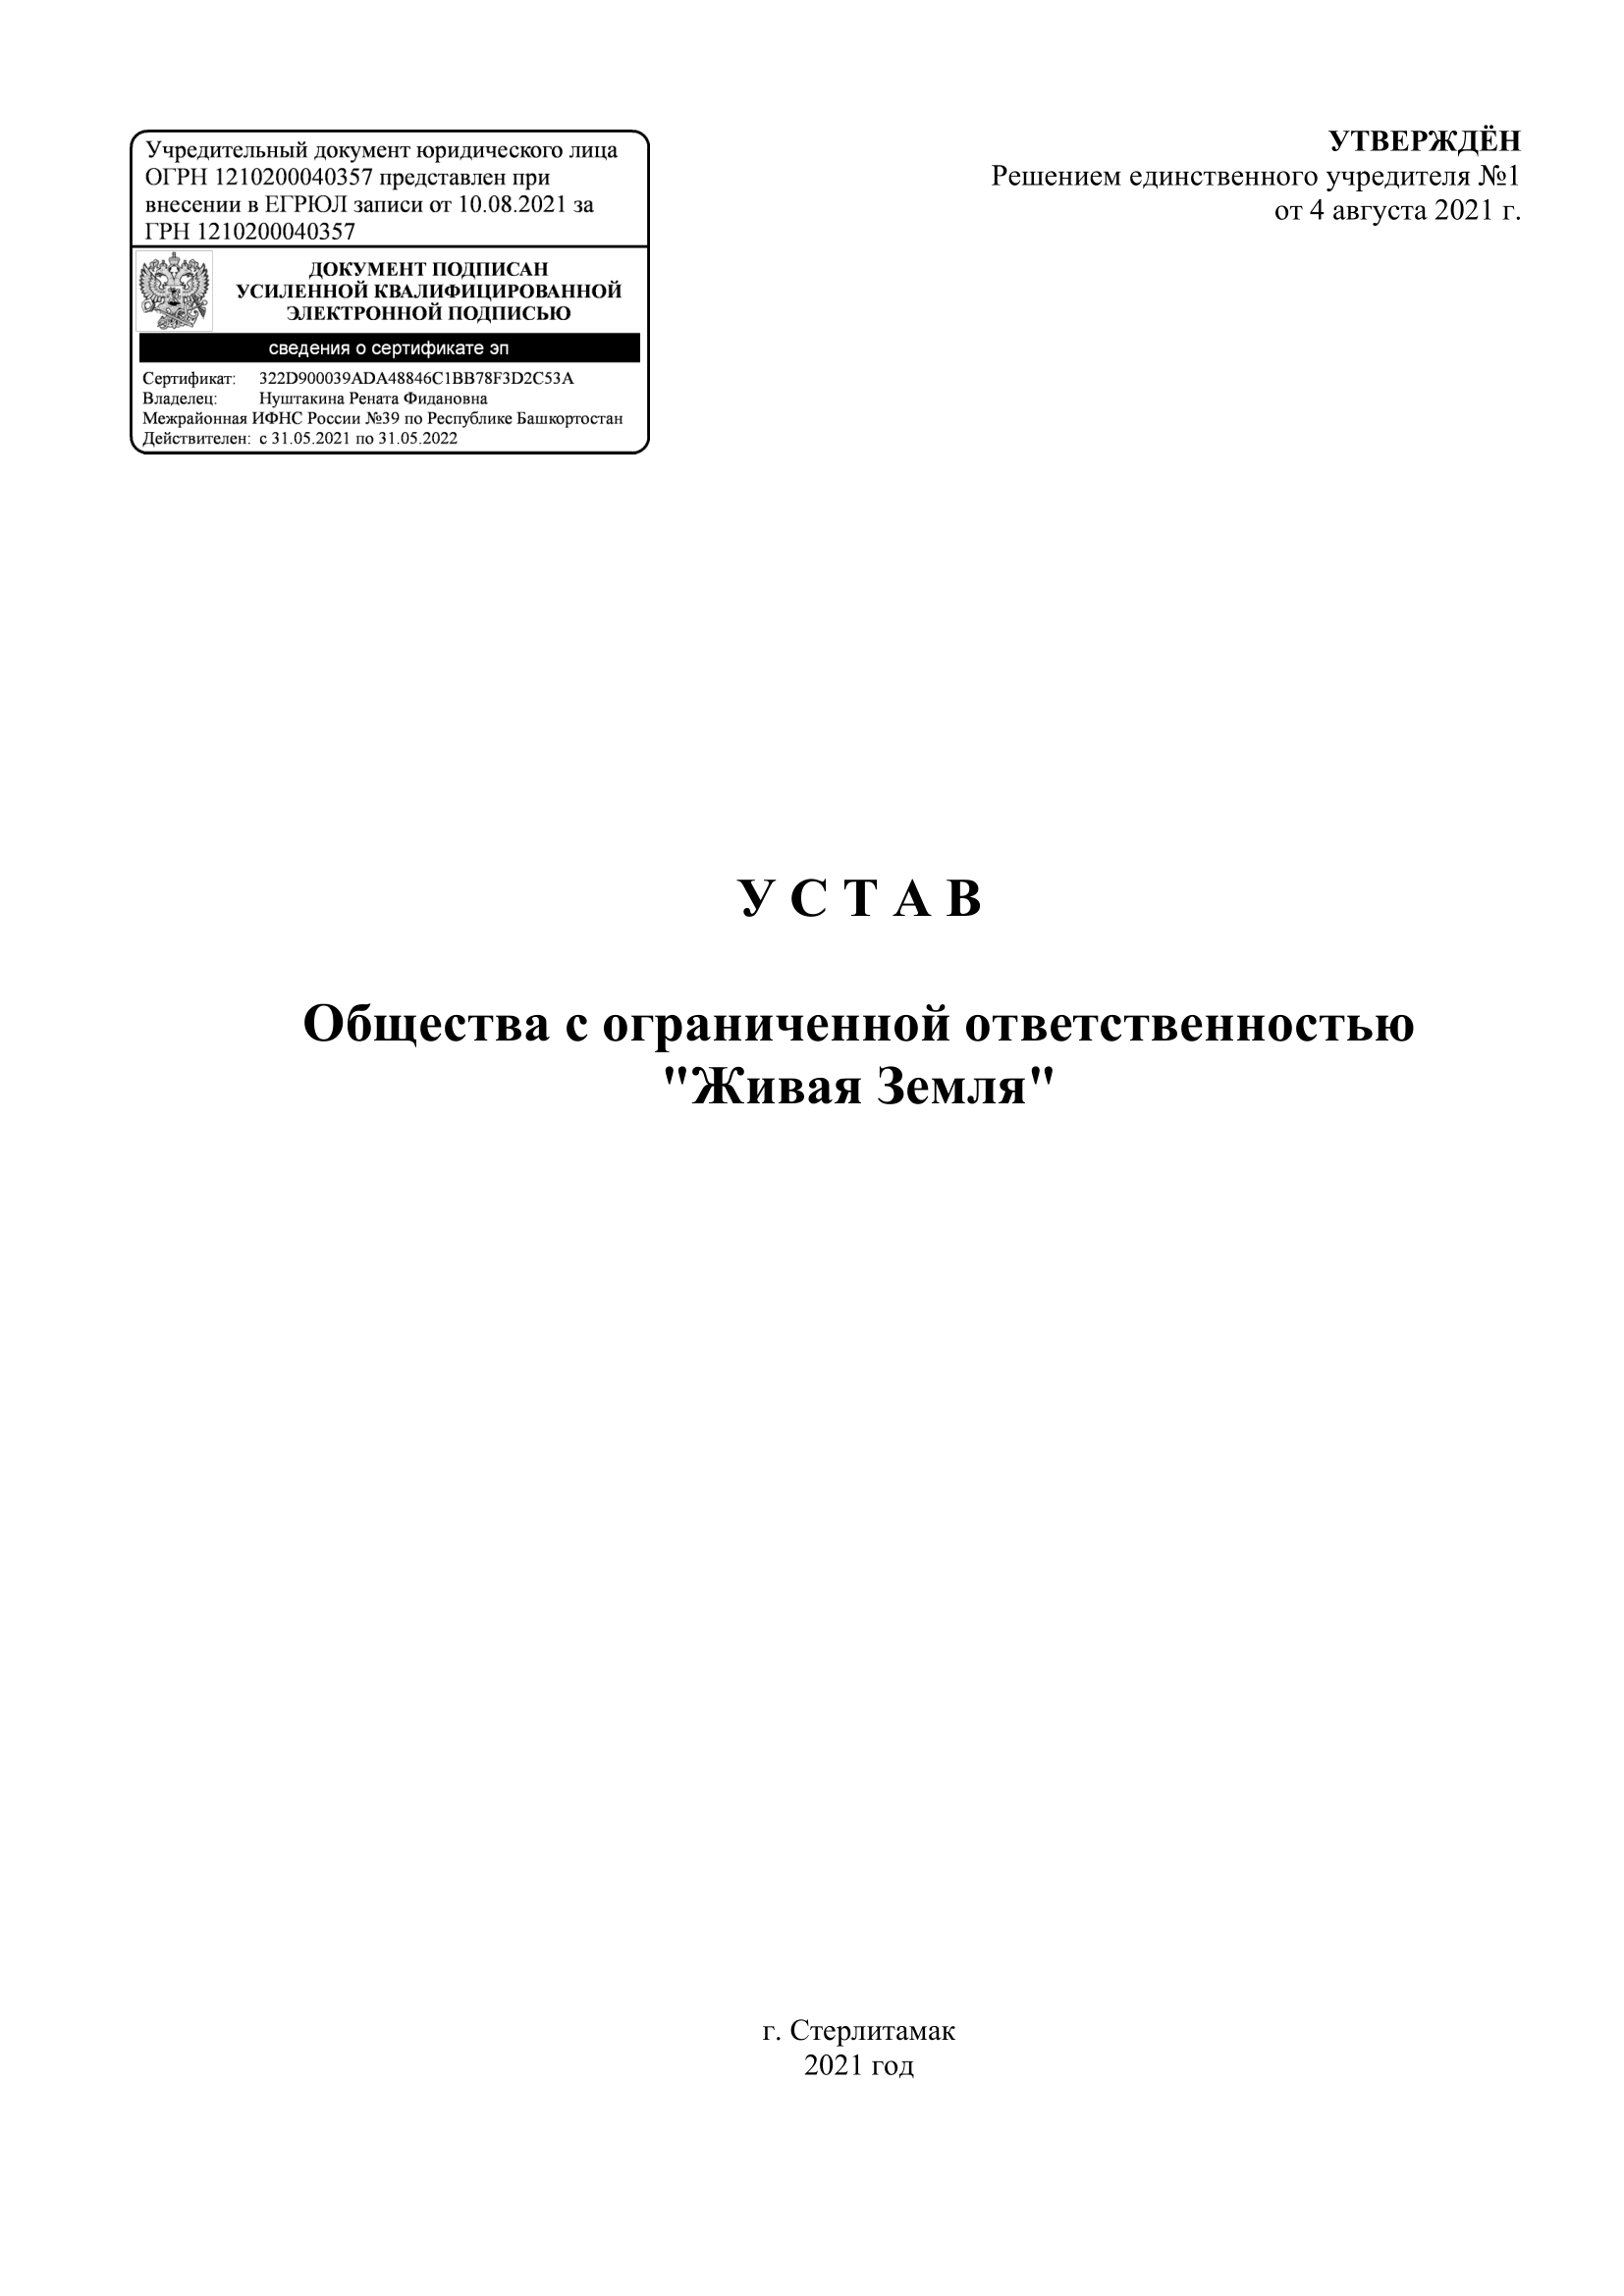 Учредительный документ юридического лица
ОГРН 1210200040357 представлен при
внесении в ЕГРЮЛ записи от 10.08.2021 за
ГРН 1210200040357
ДОКУМЕНТ ПОДПИСАН
УСИЛЕННОЙ КВАЛИФИЦИРОВАННОЙ
ЭЛЕКТРОННОЙ ПОДПИСЬЮ
сведения о сертификате эп
Сертификат: 322D900039ADA48846C1BB78F3D2C53A
Владелец: Нуштакина Рената Фидановна
Межрайонная ИФНС России №39 по Республике Башкортостан
Действителен: с 31.05.2021 по 31.05.2022
УТВЕРЖДЁН
Решением единственного учредителя №1
от 4 августа 2021 г.
У С Т А В
Общества с ограниченной ответственностью
"Живая Земля"
г. Стерлитамак
2021 год